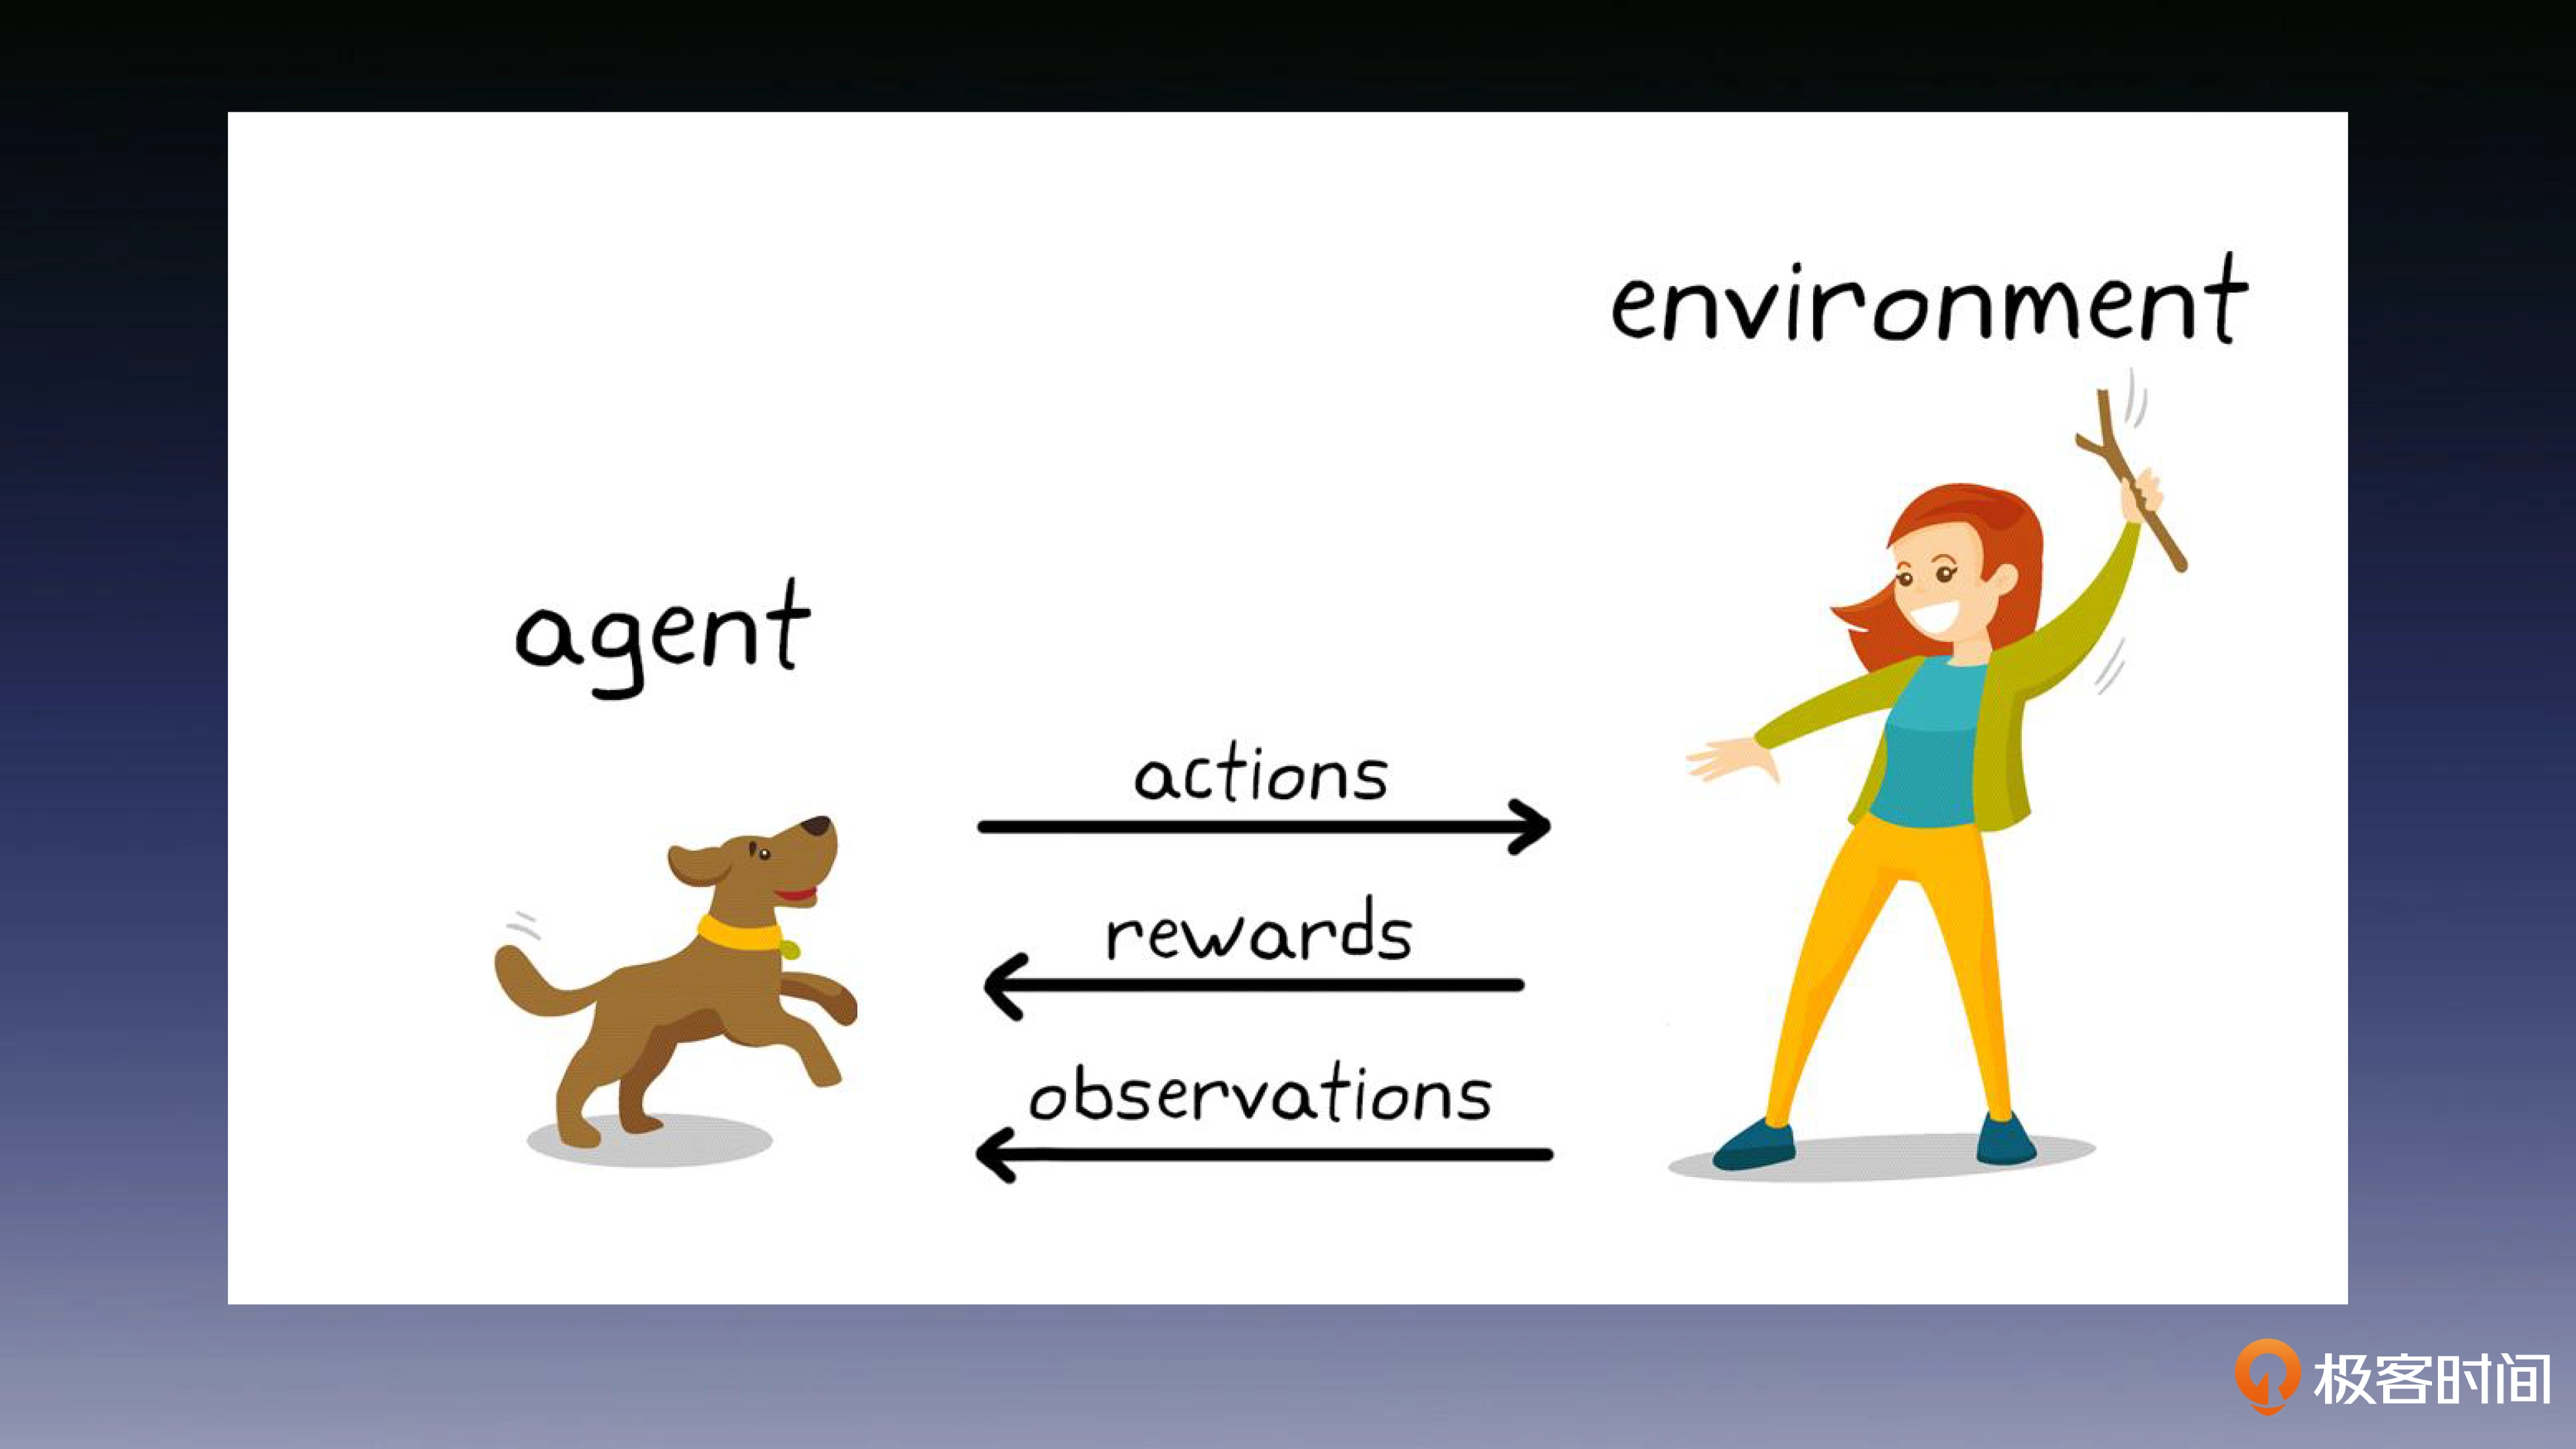 environment
agent
actions
rewards
observations
极客时间